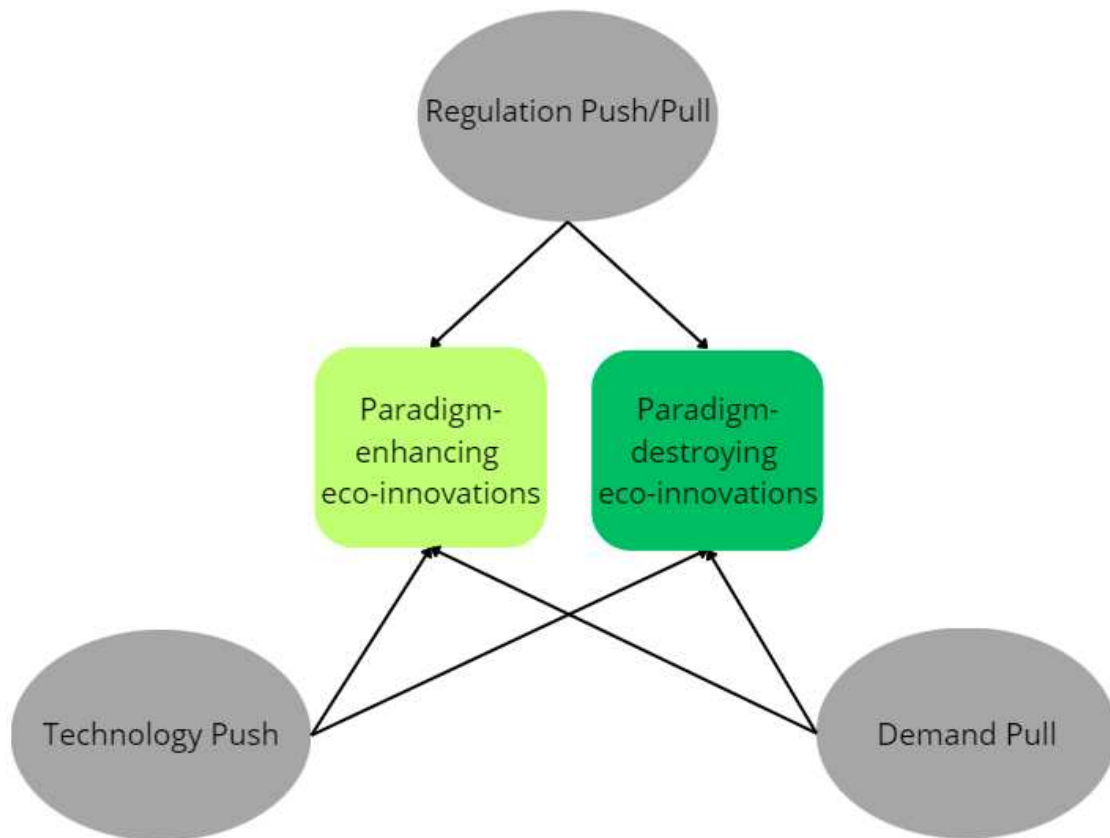 Regulation Push/Pull
Paradigm-
enhancing
eco-innovations
Paradigm-
destroying
eco-innovations
Technology Push
Demand Pull